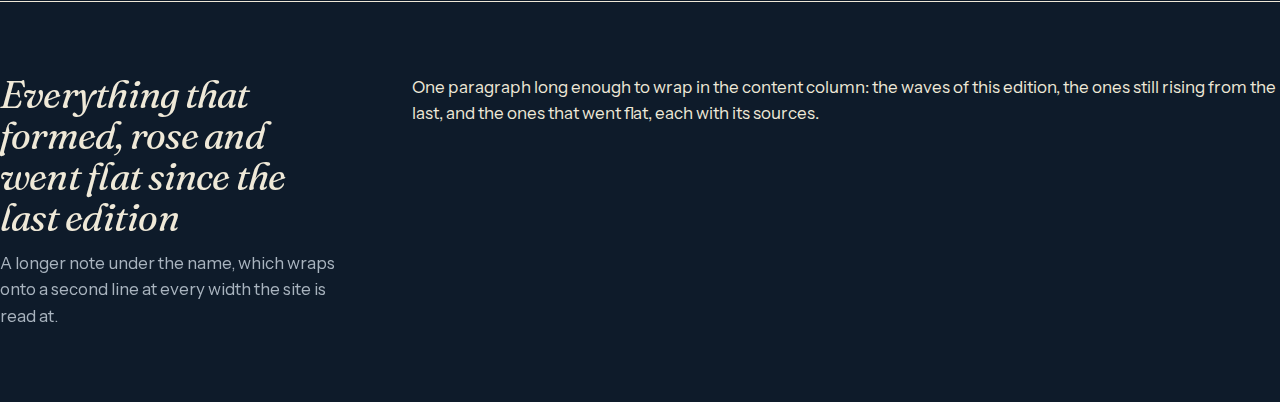 Everything that
formed, rose and
went flat since the
last edition
A longer note under the name, which wraps
onto a second line at every width the site is
read at.
One paragraph long enough to wrap in the content column: the waves of this edition, the ones still rising from the
last, and the ones that went flat, each with its sources.